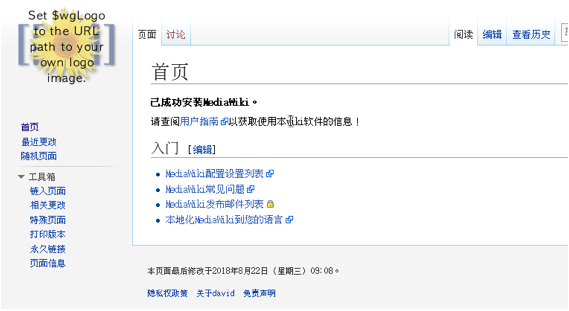 Set $wgLogo
to the URL
path to your
own logo
image.
页面 讨论 阅读 编辑 查看历史
首页
已成功安装MediaWiki。
请查阅用户指南以获取使用本wiki软件的信息！
入门 [编辑]
MediaWiki配置设置列表
MediaWiki常见问题
MediaWiki发布邮件列表
本地化MediaWiki到您的语言
首页
最近更改
随机页面
工具箱
链入页面
相关更改
特殊页面
打印版本
永久链接
页面信息
本页面最后修改于2018年8月22日 (星期三) 09:08。
隐私权政策 关于david 免责声明